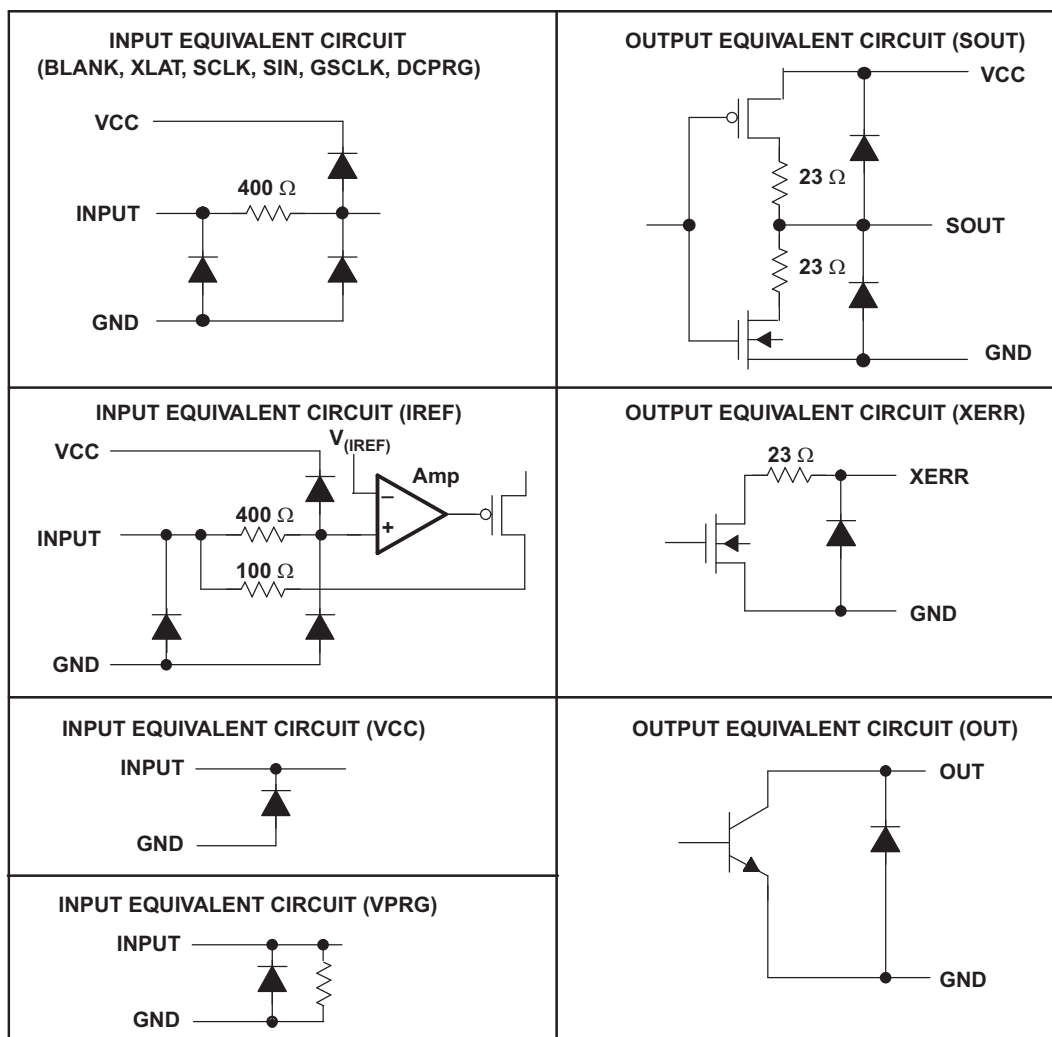 INPUT EQUIVALENT CIRCUIT
(BLANK, XLAT, SCLK, SIN, GSCLK, DCPRG)
VCC
400 Ω
INPUT
GND
OUTPUT EQUIVALENT CIRCUIT (SOUT)
VCC
23 Ω
SOUT
23 Ω
GND
INPUT EQUIVALENT CIRCUIT (IREF)
V(IREF)
VCC
Amp
−
400 Ω
+
INPUT
100 Ω
GND
OUTPUT EQUIVALENT CIRCUIT (XERR)
23 Ω
XERR
GND
INPUT EQUIVALENT CIRCUIT (VCC)
INPUT
GND
OUTPUT EQUIVALENT CIRCUIT (OUT)
OUT
GND
INPUT EQUIVALENT CIRCUIT (VPRG)
INPUT
GND